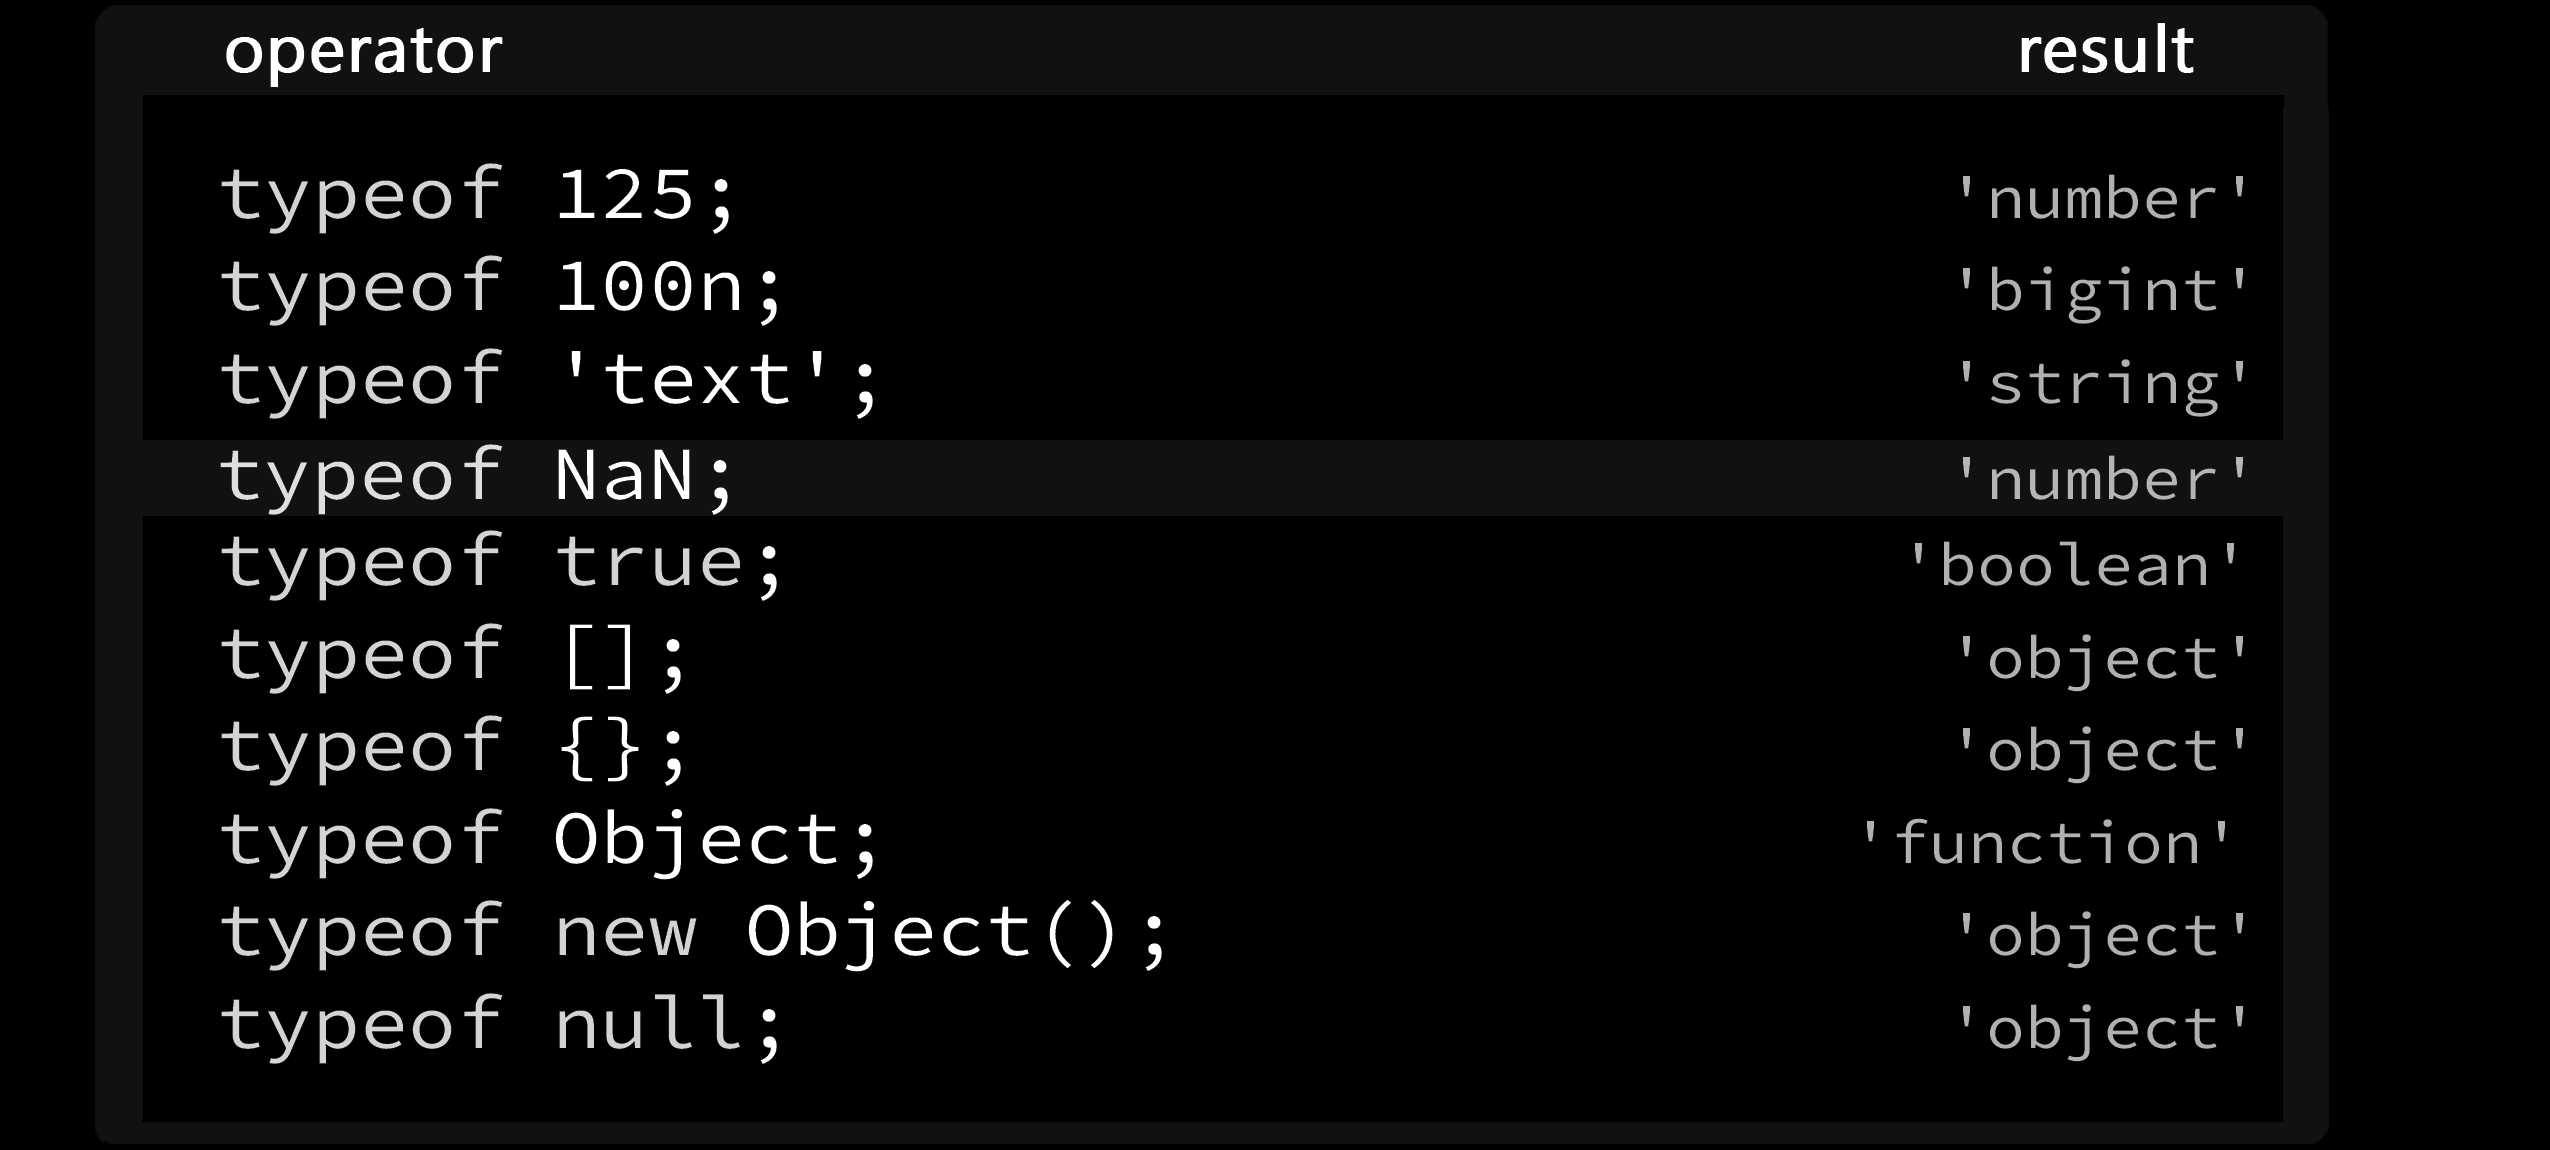 operator result
typeof 125; 'number'
typeof 100n; 'bigint'
typeof 'text'; 'string'
typeof NaN; 'number'
typeof true; 'boolean'
typeof []; 'object'
typeof {}; 'object'
typeof Object; 'function'
typeof new Object(); 'object'
typeof null; 'object'